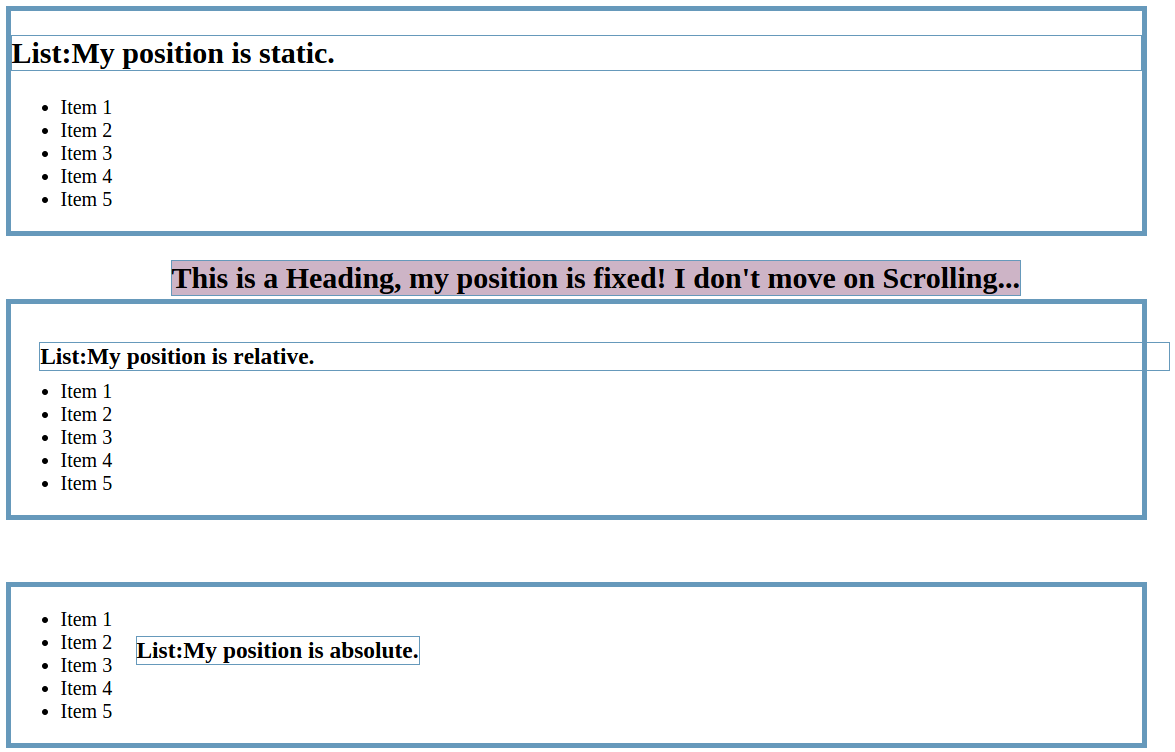 List:My position is static.
• Item 1
• Item 2
• Item 3
• Item 4
• Item 5
This is a Heading, my position is fixed! I don't move on Scrolling...
List:My position is relative.
• Item 1
• Item 2
• Item 3
• Item 4
• Item 5
• Item 1
• Item 2
List:My position is absolute.
• Item 3
• Item 4
• Item 5